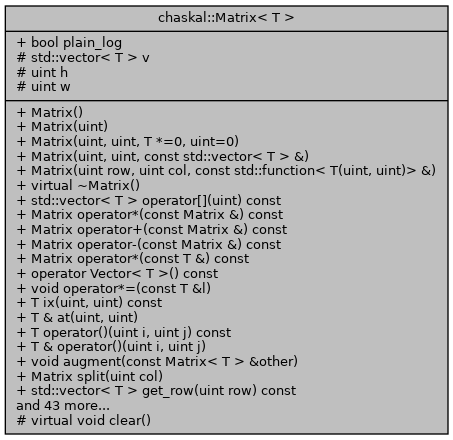 chaskal::Matrix< T >
+ bool plain_log
# std::vector< T > v
# uint h
# uint w
+ Matrix()
+ Matrix(uint)
+ Matrix(uint, uint, T *=0, uint=0)
+ Matrix(uint, uint, const std::vector< T > &)
+ Matrix(uint row, uint col, const std::function< T(uint, uint)> &)
+ virtual ~Matrix()
+ std::vector< T > operator[](uint) const
+ Matrix operator*(const Matrix &) const
+ Matrix operator+(const Matrix &) const
+ Matrix operator-(const Matrix &) const
+ Matrix operator*(const T &) const
+ operator Vector< T >() const
+ void operator*=(const T &l)
+ T ix(uint, uint) const
+ T & at(uint, uint)
+ T operator()(uint i, uint j) const
+ T & operator()(uint i, uint j)
+ void augment(const Matrix< T > &other)
+ Matrix split(uint col)
+ std::vector< T > get_row(uint row) const
and 43 more...
# virtual void clear()